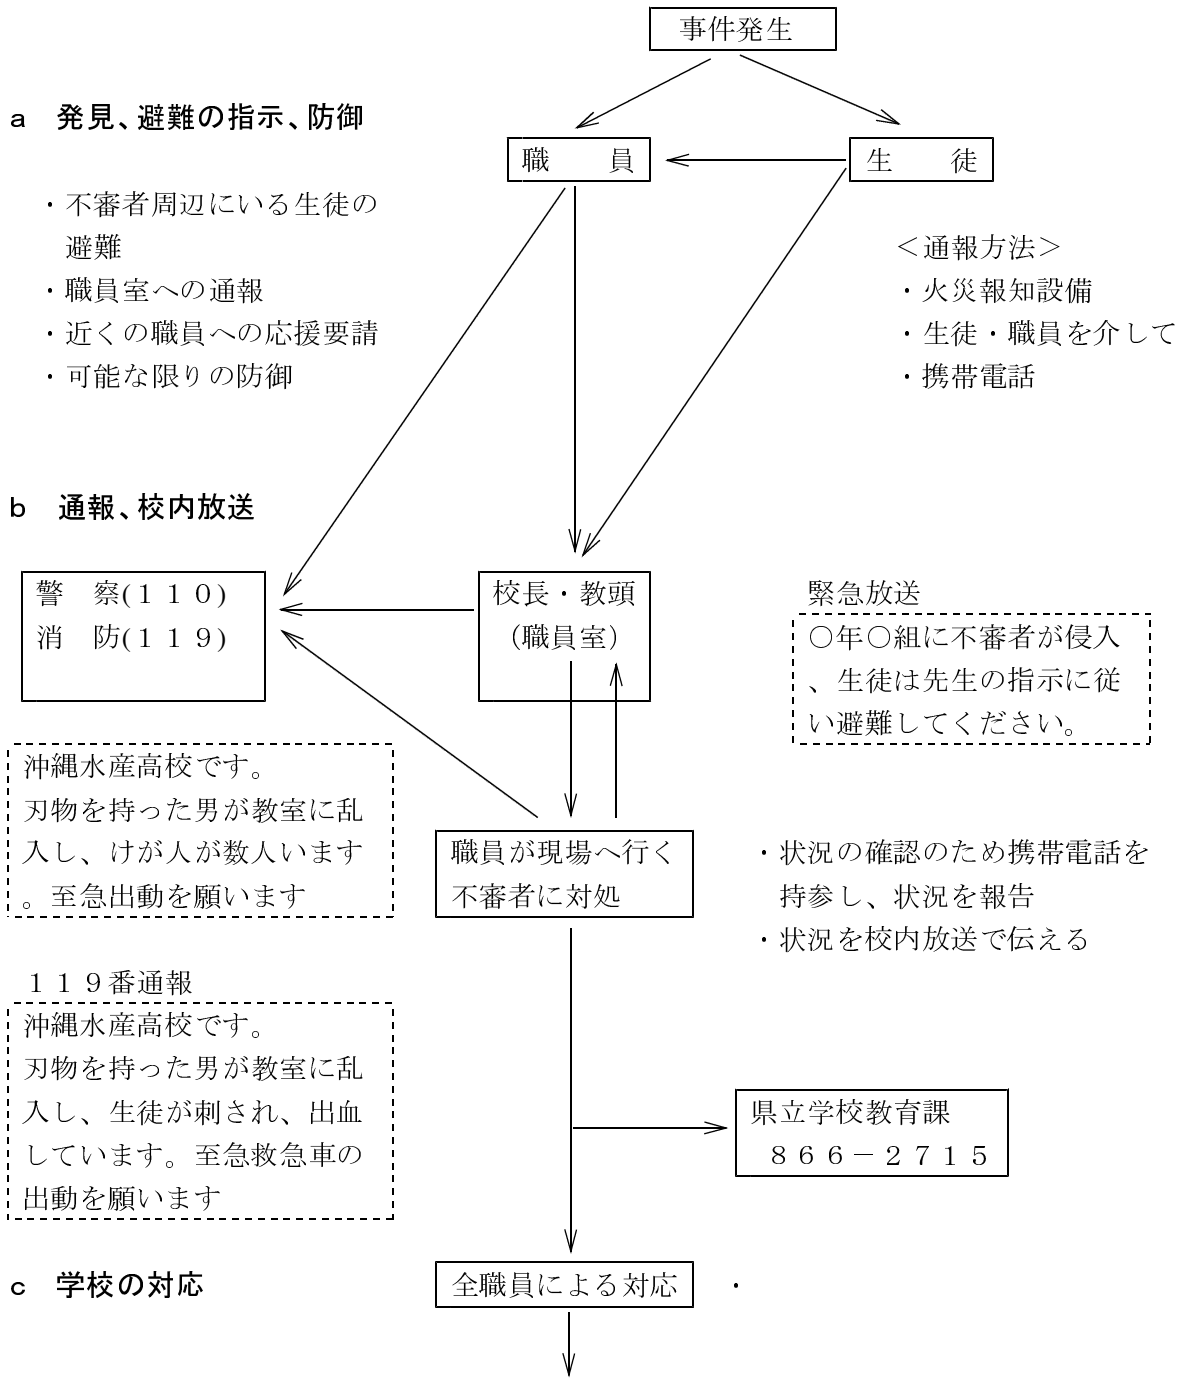 事件発生
a　発見、避難の指示、防御
職　　員
生　　徒
・不審者周辺にいる生徒の
避難
・職員室への通報
・近くの職員への応援要請
・可能な限りの防御
＜通報方法＞
・火災報知設備
・生徒・職員を介して
・携帯電話
b　通報、校内放送
警　察(１１０)
消　防(１１９)
校長・教頭
（職員室）
緊急放送
○年○組に不審者が侵入
、生徒は先生の指示に従
い避難してください。
沖縄水産高校です。
刃物を持った男が教室に乱
入し、けが人が数人います
。至急出動を願います
職員が現場へ行く
不審者に対処
・状況の確認のため携帯電話を
持参し、状況を報告
・状況を校内放送で伝える
１１９番通報
沖縄水産高校です。
刃物を持った男が教室に乱
入し、生徒が刺され、出血
しています。至急救急車の
出動を願います
県立学校教育課
８６６－２７１５
c　学校の対応
全職員による対応
・